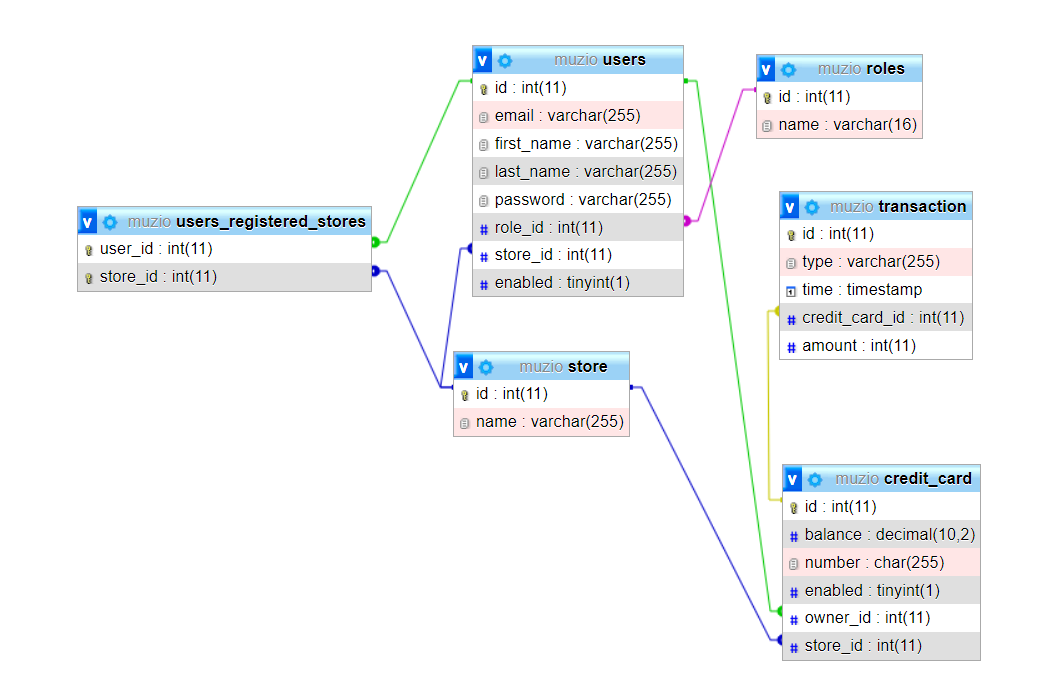 v muzio users
id : int(11)
email : varchar(255)
first_name : varchar(255)
last_name : varchar(255)
password : varchar(255)
role_id : int(11)
store_id : int(11)
enabled : tinyint(1)
v muzio roles
id : int(11)
name : varchar(16)
v muzio users_registered_stores
user_id : int(11)
store_id : int(11)
v muzio transaction
id : int(11)
type : varchar(255)
time : timestamp
credit_card_id : int(11)
amount : int(11)
v muzio store
id : int(11)
name : varchar(255)
v muzio credit_card
id : int(11)
balance : decimal(10,2)
number : char(255)
enabled : tinyint(1)
owner_id : int(11)
store_id : int(11)